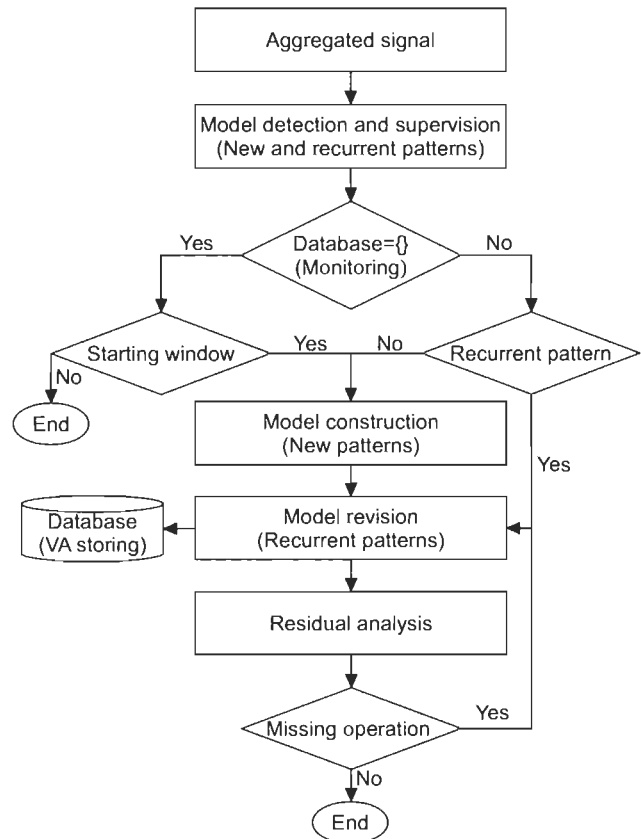 Aggregated signal
Model detection and supervision
(New and recurrent patterns)
Yes
Database={}
(Monitoring)
No
Starting window
Yes
No
Recurrent pattern
No
End
Model construction
(New patterns)
Yes
Database
(VA storing)
Model revision
(Recurrent patterns)
Residual analysis
Missing operation
Yes
No
End